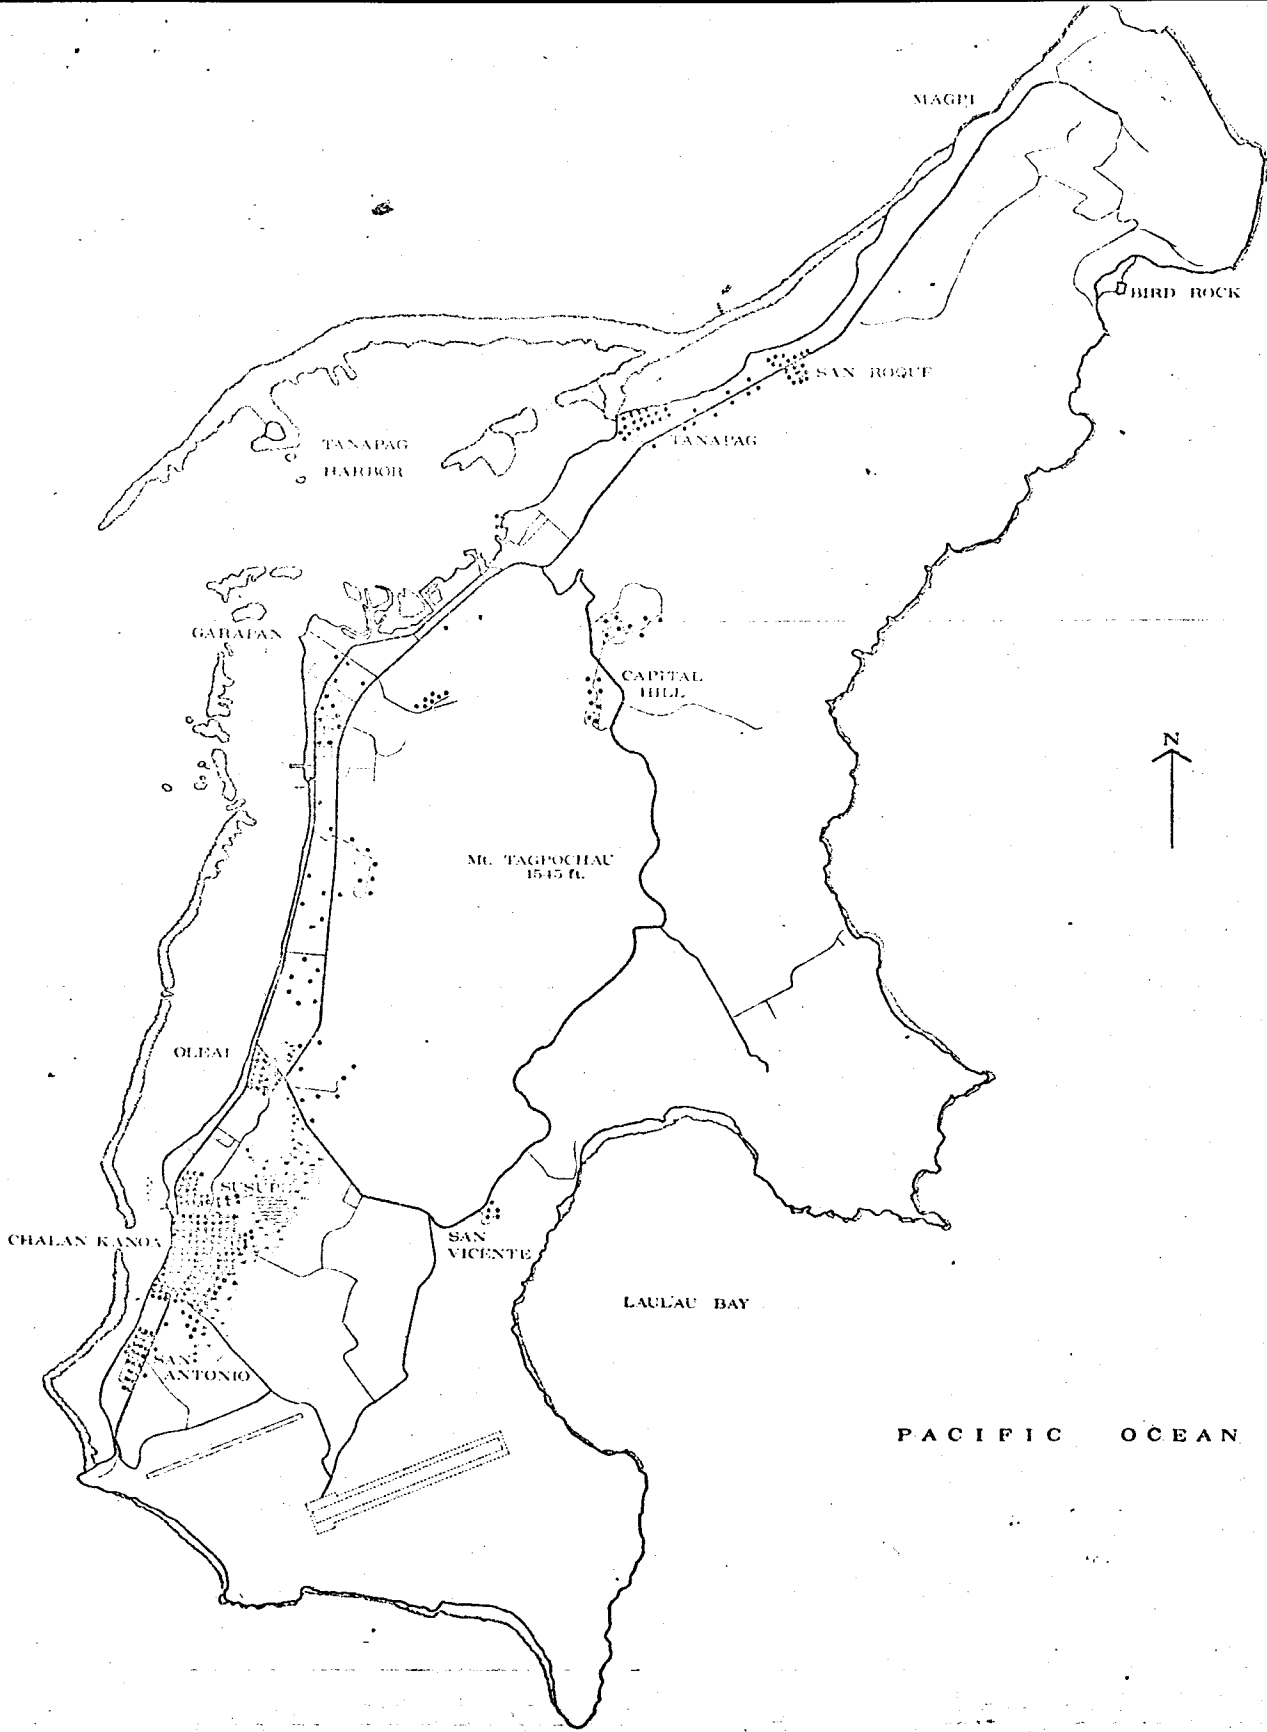 MAGPI
BIRD ROCK
SAN ROQUE
TANAPAG
TANAPAG
HARBOR
GARAPAN
CAPITAL
HILL
N
Mt. TAGPOCHAU
1545 ft.
OLEAI
SUSUP
CHALAN KANOA
SAN
VICENTE
LAULAU BAY
SAN
ANTONIO
PACIFIC OCEAN